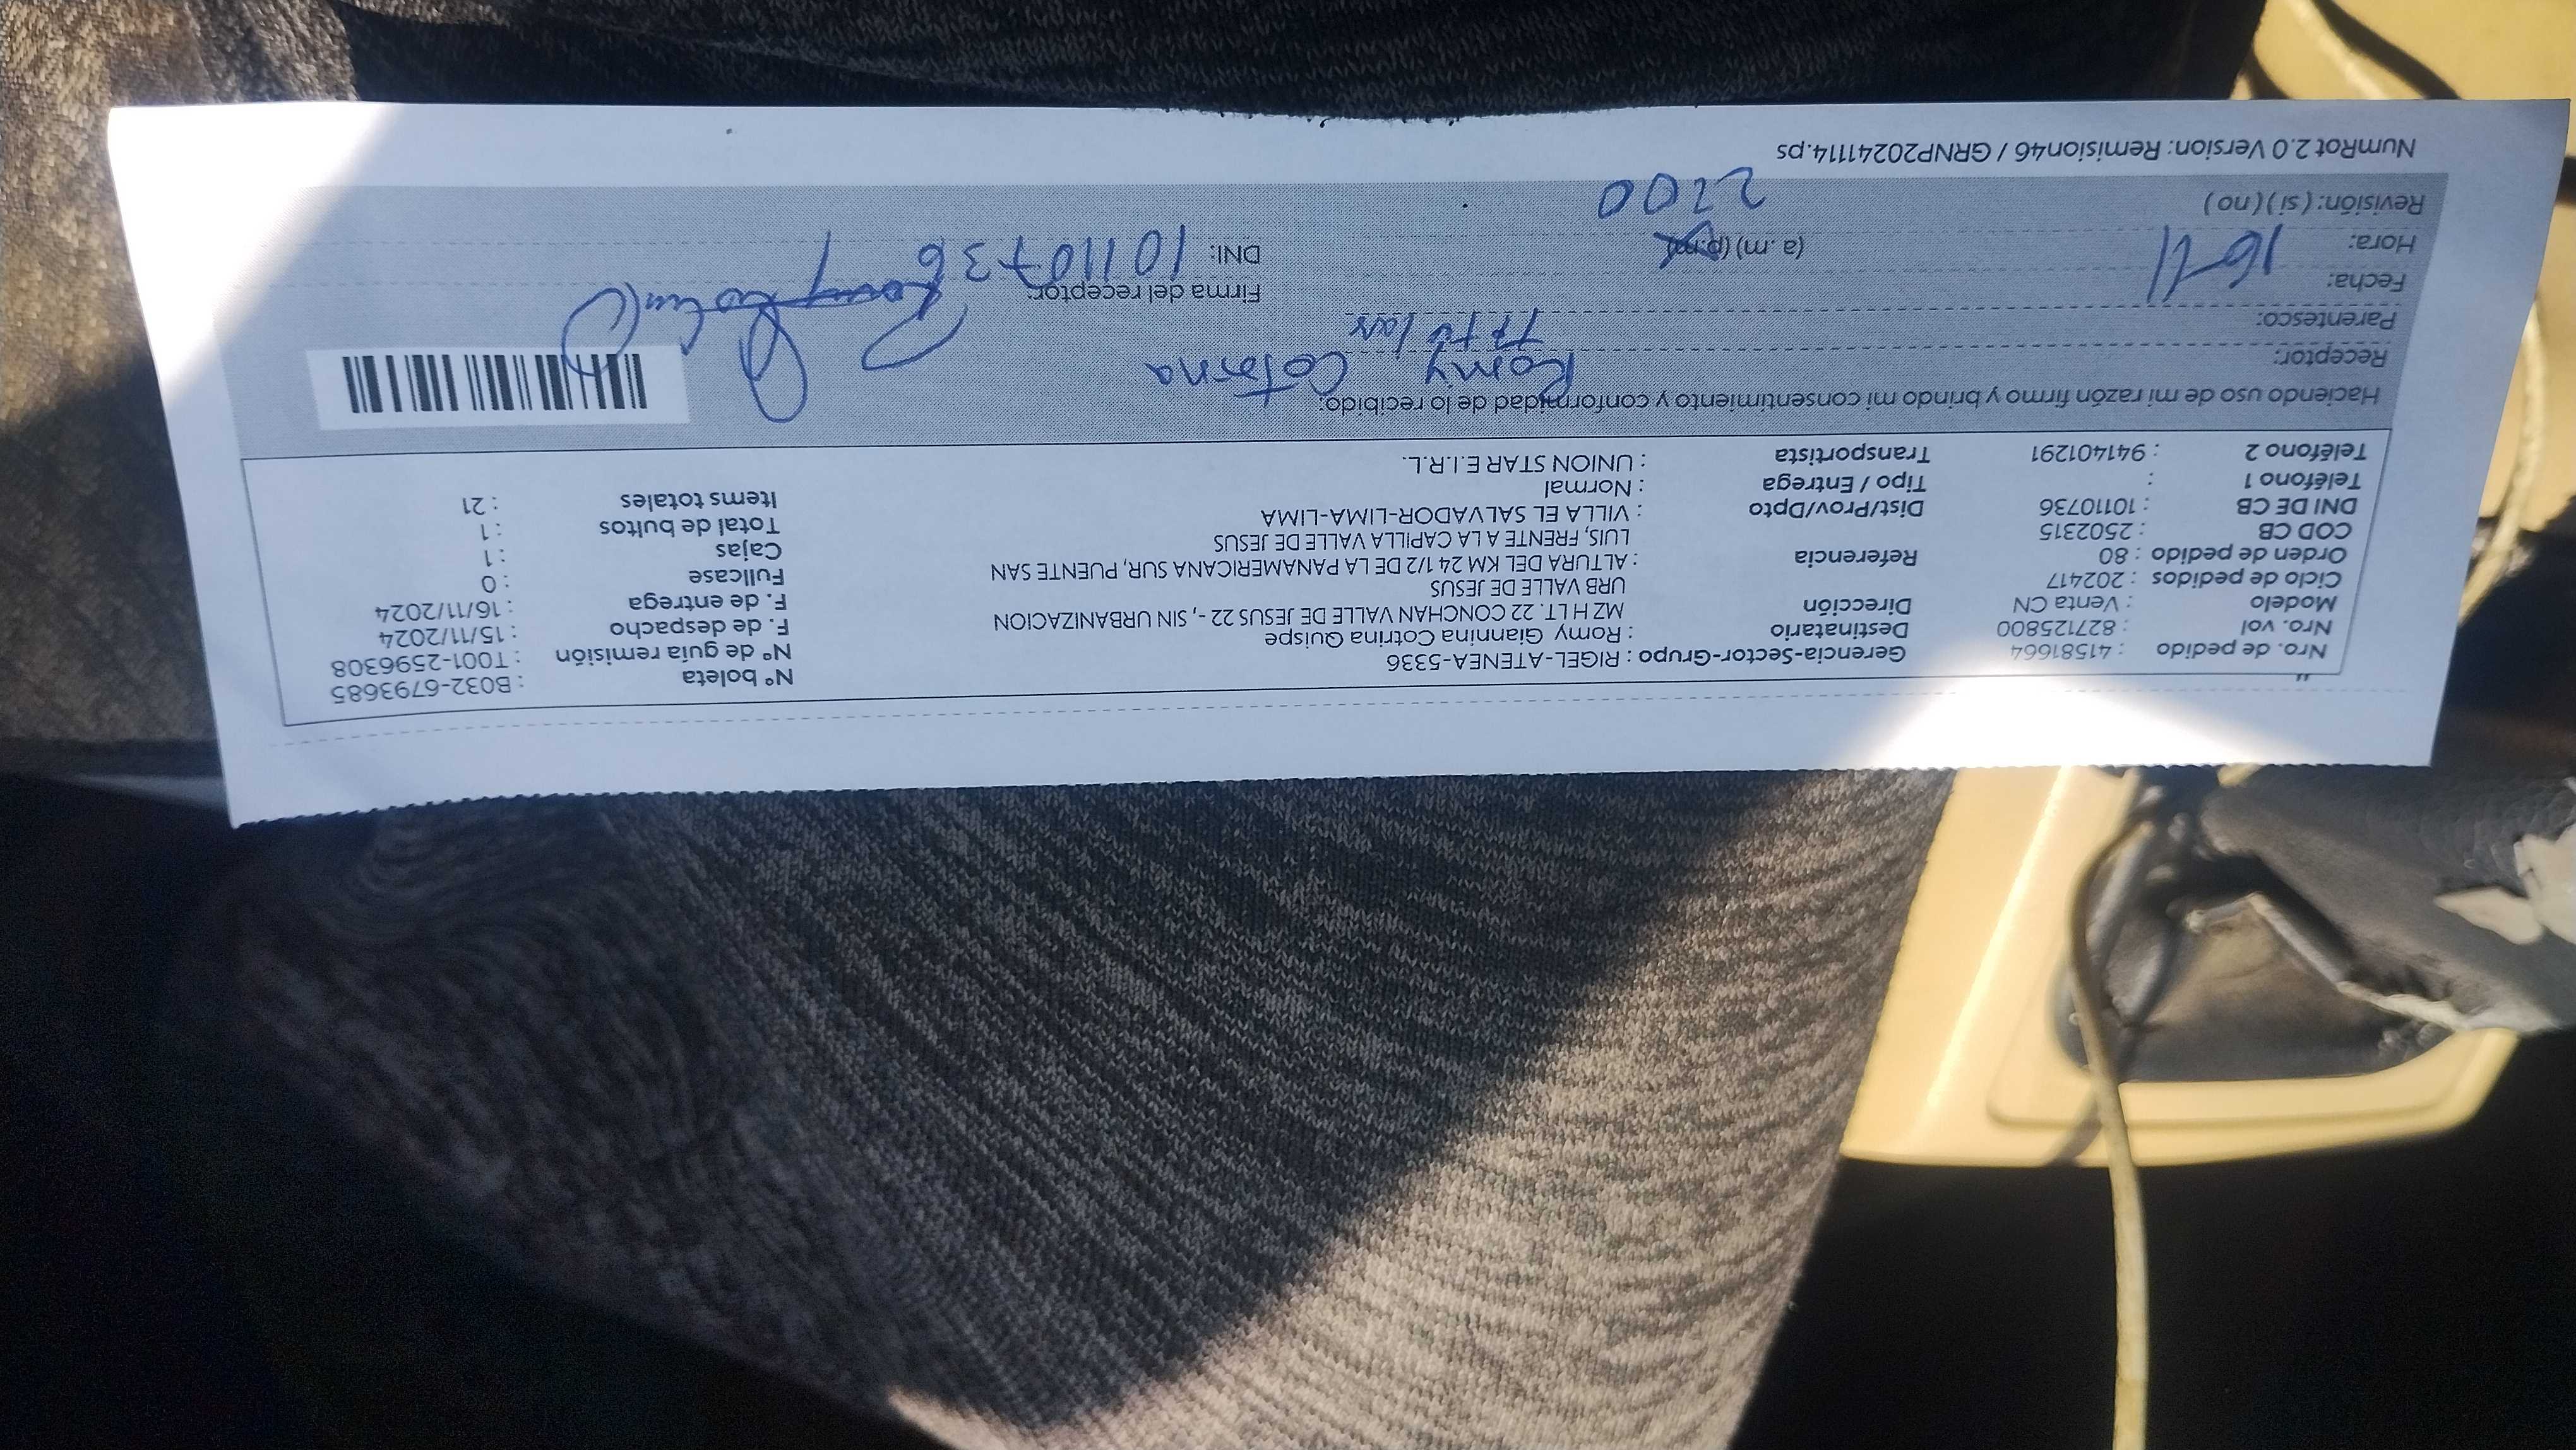 Nro. de pedido : 41581664
Nro. vol : 827125800
Modelo : Venta CN
Ciclo de pedidos : 202417
Orden de pedido : 80
COD CB : 2502315
DNI DE CB : 10110736
Teléfono 1 :
Teléfono 2 : 941401291
Gerencia-Sector-Grupo : RIGEL-ATENEA-5336
Destinatario : Romy Giannina Cotrina Quispe
Dirección MZ H LT. 22 CONCHAN VALLE DE JESUS 22 -, SIN URBANIZACION
URB VALLE DE JESUS
Referencia : ALTURA DEL KM 24 1/2 DE LA PANAMERICANA SUR, PUENTE SAN
LUIS, FRENTE A LA CAPILLA VALLE DE JESUS
Dist/Prov/Dpto : VILLA EL SALVADOR-LIMA-LIMA
Tipo / Entrega : Normal
Transportista : UNION STAR E.I.R.L.
Nº boleta : B032-6793685
Nº de guía remisión : T001-2596308
F. de despacho : 15/11/2024
F. de entrega : 16/11/2024
Fullcase : 0
Cajas : 1
Total de bultos : 1
Items totales : 21
Haciendo uso de mi razón firmo y brindo mi consentimiento y conformidad de lo recibido:
Receptor: Romy Cotrina
Parentesco: Titular
Fecha: 16-11
Firma del receptor:
Hora: (a. m) (p.m)
DNI: 10110736
Revisión: ( si ) ( no )
NumRot 2.0 Version: Remision46 / GRNP20241114.ps